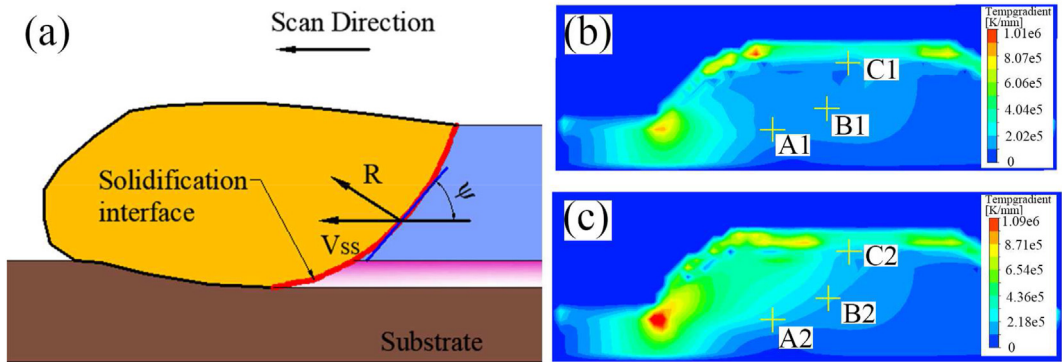 (a)
Scan Direction
R
ψ
Solidification
interface
Vss
Substrate
(b)
Tempgradient
[K/mm]
1.01e6
8.07e5
6.05e5
4.04e5
2.02e5
0
C1
B1
A1
(c)
Tempgradient
[K/mm]
1.09e6
8.71e5
6.54e5
4.36e5
2.18e5
0
C2
B2
A2